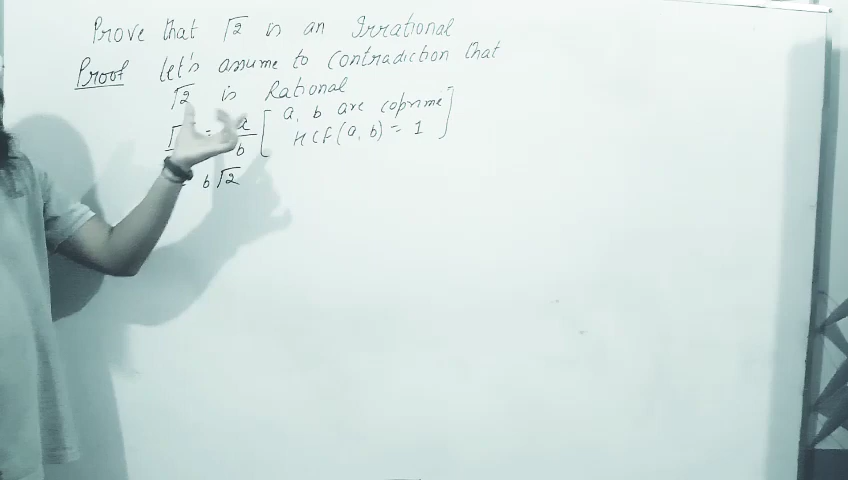 Prove that √2 is an Irrational
Proof let's assume to contradiction that
√2 is Rational
= a/b [ a, b are coprime
HCF(a, b) = 1 ]
b√2